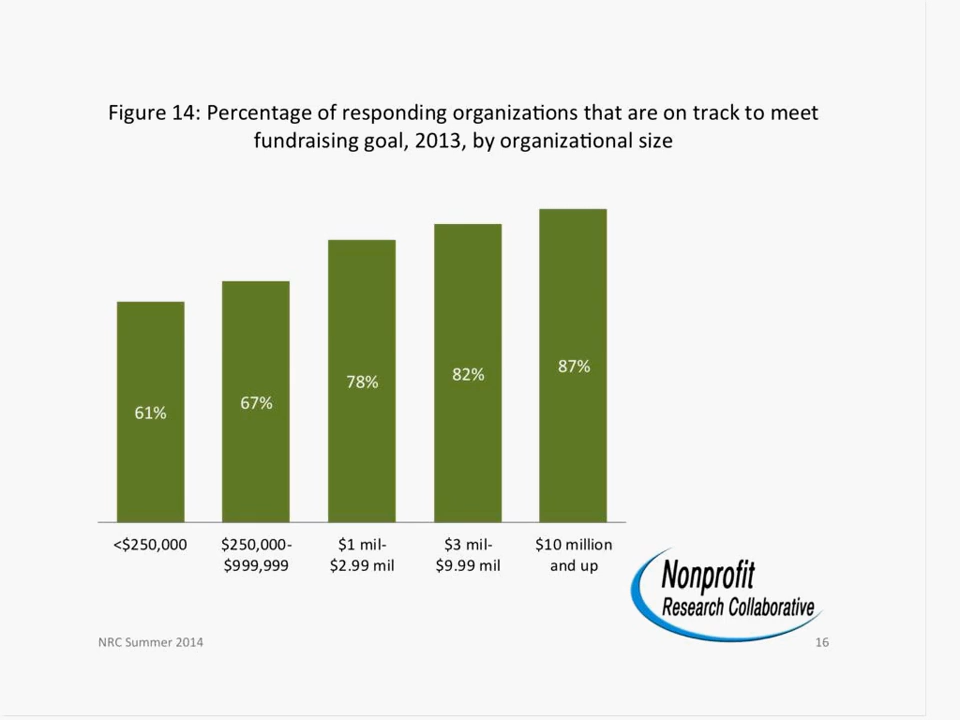 Figure 14: Percentage of responding organizations that are on track to meet
fundraising goal, 2013, by organizational size
61%
67%
78%
82%
87%
<$250,000
$250,000-
$999,999
$1 mil-
$2.99 mil
$3 mil-
$9.99 mil
$10 million
and up
Nonprofit
Research Collaborative
NRC Summer 2014
16